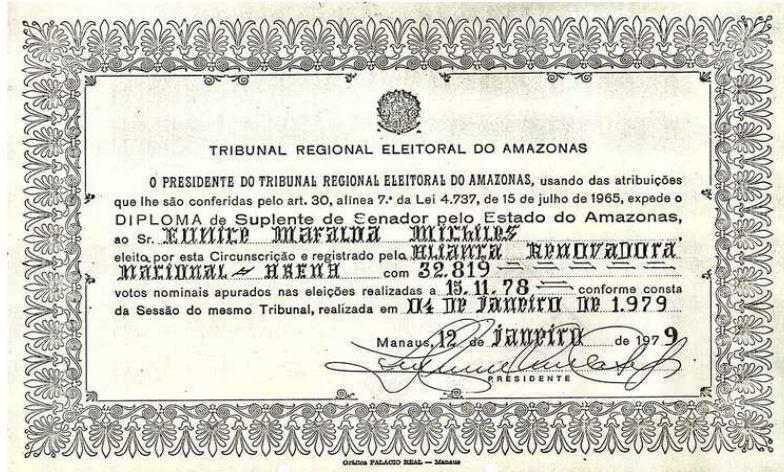 TRIBUNAL REGIONAL ELEITORAL DO AMAZONAS
O PRESIDENTE DO TRIBUNAL REGIONAL ELEITORAL DO AMAZONAS, usando das atribuições
que lhe são conferidas pelo art. 30, alínea 7.ª da Lei 4.737, de 15 de julho de 1965, expede o
DIPLOMA de Suplente de Senador pelo Estado do Amazonas,
ao Sr. EUNICE MAFALDA MICHILES,
eleita por esta Circunscrição e registrado pela ALIANÇA RENOVADORA
NACIONAL - ARENA com 32.819
votos nominais apurados nas eleições realizadas a 15.11.78 conforme consta
da Sessão do mesmo Tribunal, realizada em 04 DE JANEIRO DE 1.979
Manaus, 12 de JANEIRO de 1979
PRESIDENTE
Gráfica PALACIO REAL — Manaus